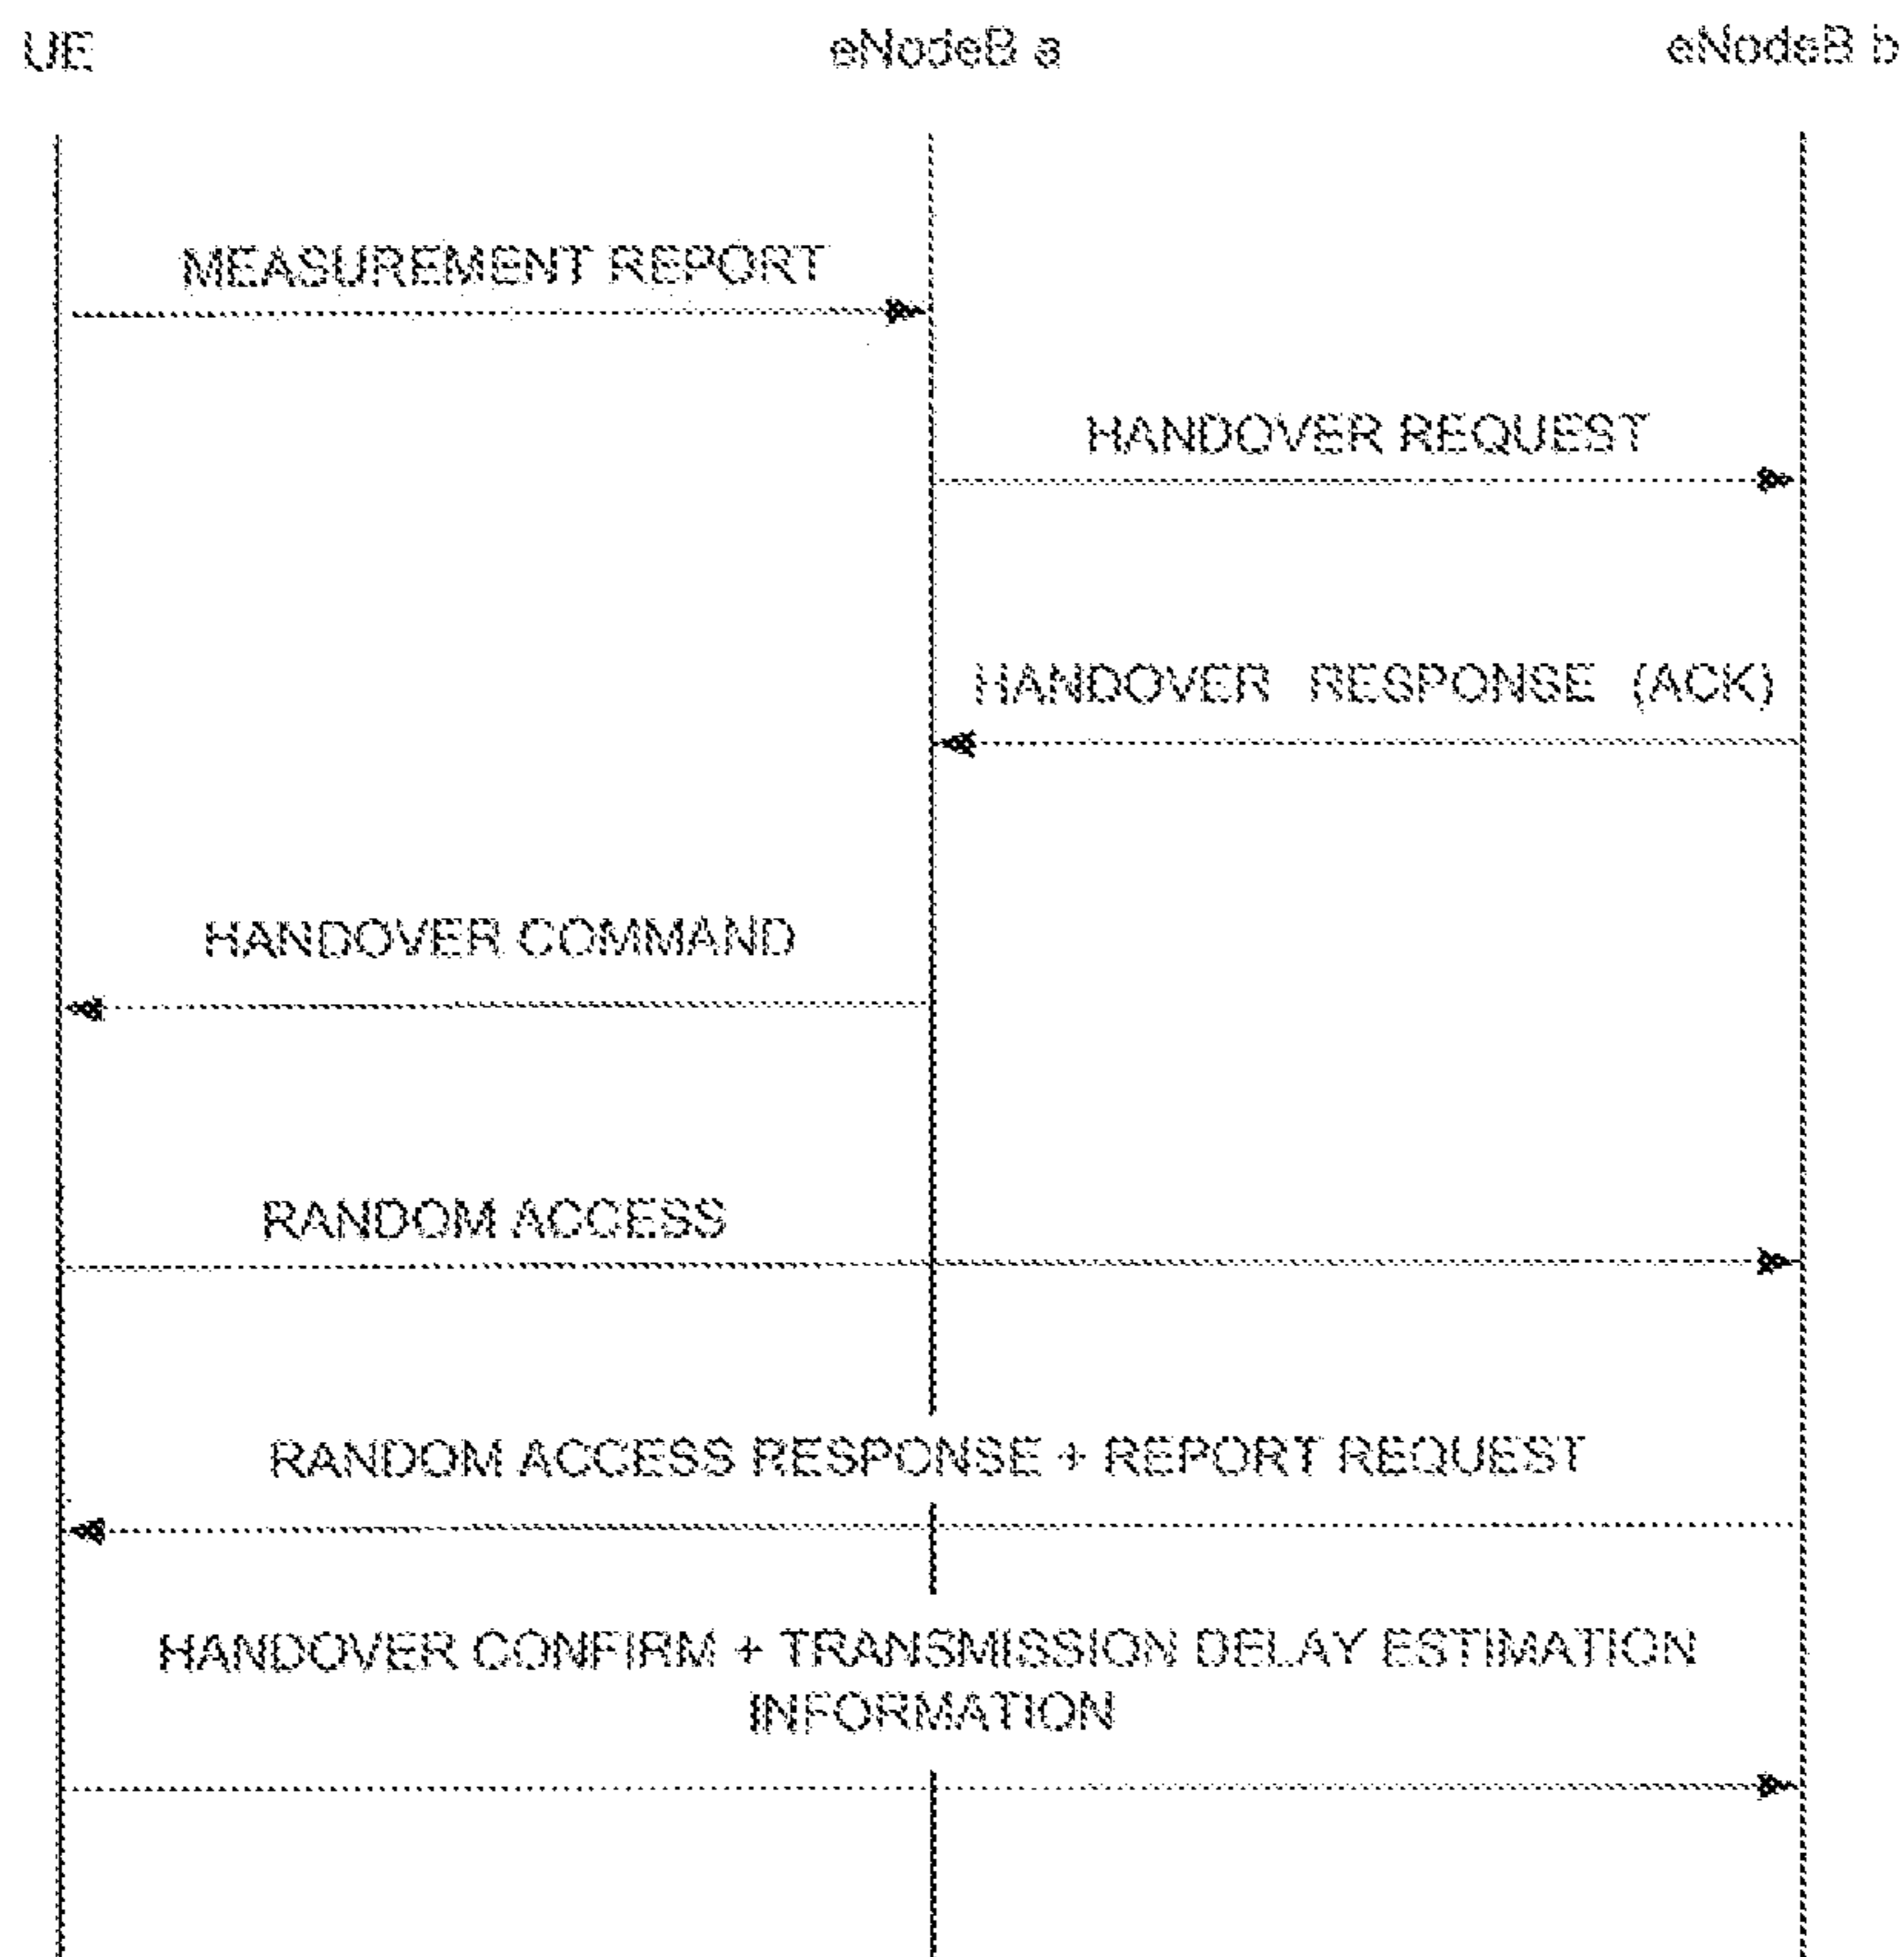 UE
eNodeB a
eNodeB b
MEASUREMENT REPORT
HANDOVER REQUEST
HANDOVER RESPONSE (ACK)
HANDOVER COMMAND
RANDOM ACCESS
RANDOM ACCESS RESPONSE + REPORT REQUEST
HANDOVER CONFIRM + TRANSMISSION DELAY ESTIMATION
INFORMATION